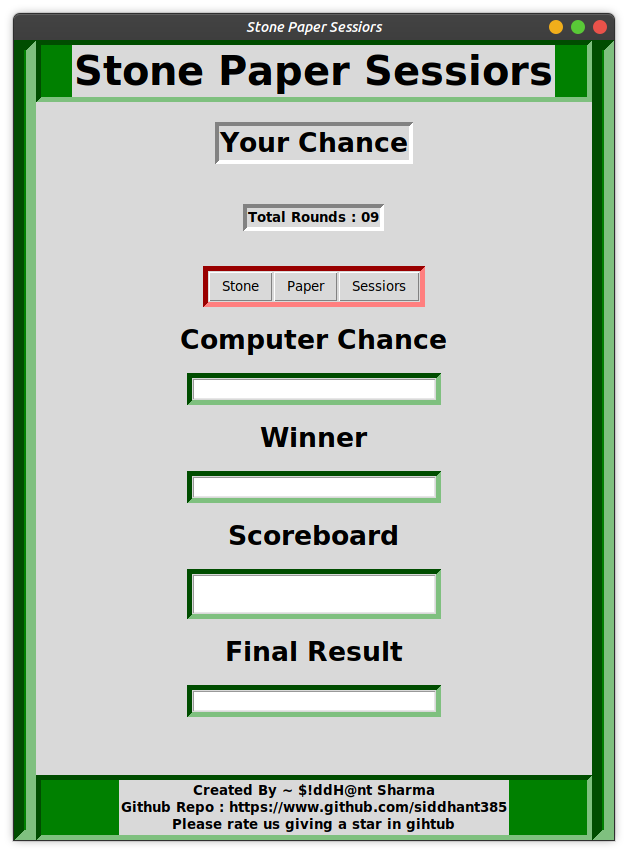 Stone Paper Sessiors
Stone Paper Sessiors
Your Chance
Total Rounds : 09
Stone Paper Sessiors
Computer Chance
Winner
Scoreboard
Final Result
Created By ~ $!ddH@nt Sharma
Github Repo : https://www.github.com/siddhant385
Please rate us giving a star in gihtub